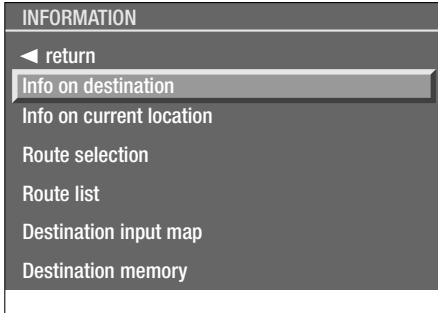 INFORMATION
◄ return
Info on destination
Info on current location
Route selection
Route list
Destination input map
Destination memory